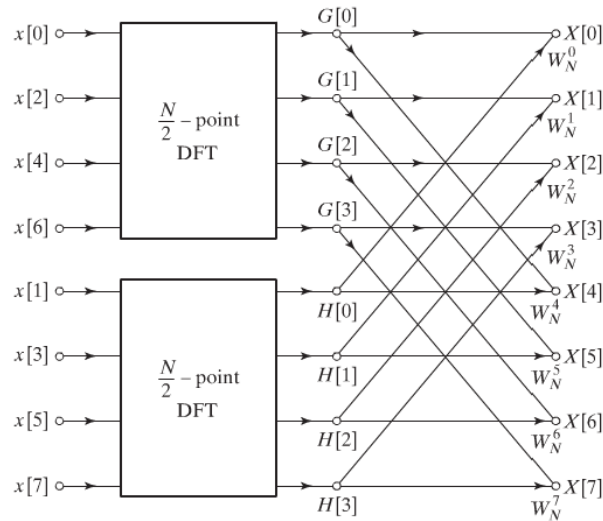 x[0]
x[2]
x[4]
x[6]
x[1]
x[3]
x[5]
x[7]
N/2 – point
DFT
N/2 – point
DFT
G[0]
G[1]
G[2]
G[3]
H[0]
H[1]
H[2]
H[3]
X[0]
W_N^0
X[1]
W_N^1
X[2]
W_N^2
X[3]
W_N^3
X[4]
W_N^4
X[5]
W_N^5
X[6]
W_N^6
X[7]
W_N^7